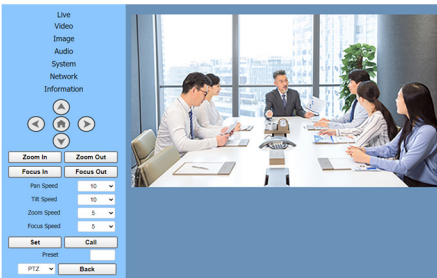 Live
Video
Image
Audio
System
Network
Information
Zoom In Zoom Out
Focus In Focus Out
Pan Speed 10
Tilt Speed 10
Zoom Speed 5
Focus Speed 5
Set Call
Preset
PTZ Back